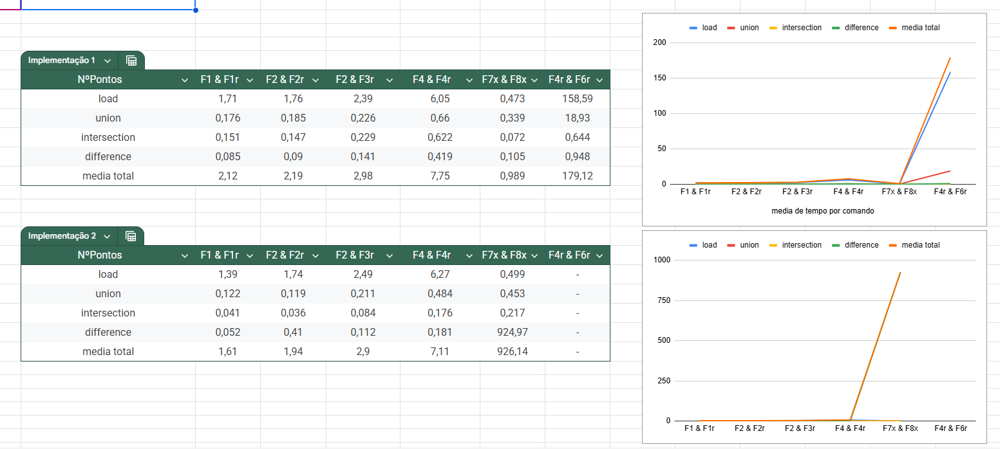 Implementação 1
NºPontos F1 & F1r F2 & F2r F2 & F3r F4 & F4r F7x & F8x F4r & F6r
load 1,71 1,76 2,39 6,05 0,473 158,59
union 0,176 0,185 0,226 0,66 0,339 18,93
intersection 0,151 0,147 0,229 0,622 0,072 0,644
difference 0,085 0,09 0,141 0,419 0,105 0,948
media total 2,12 2,19 2,98 7,75 0,989 179,12
Implementação 2
NºPontos F1 & F1r F2 & F2r F2 & F3r F4 & F4r F7x & F8x F4r & F6r
load 1,39 1,74 2,49 6,27 0,499 -
union 0,122 0,119 0,211 0,484 0,453 -
intersection 0,041 0,036 0,084 0,176 0,217 -
difference 0,052 0,41 0,112 0,181 924,97 -
media total 1,61 1,94 2,9 7,11 926,14 -
load union intersection difference media total
200
150
100
50
0
F1 & F1r F2 & F2r F2 & F3r F4 & F4r F7x & F8x F4r & F6r
media de tempo por comando
load union intersection difference media total
1000
750
500
250
0
F1 & F1r F2 & F2r F2 & F3r F4 & F4r F7x & F8x F4r & F6r